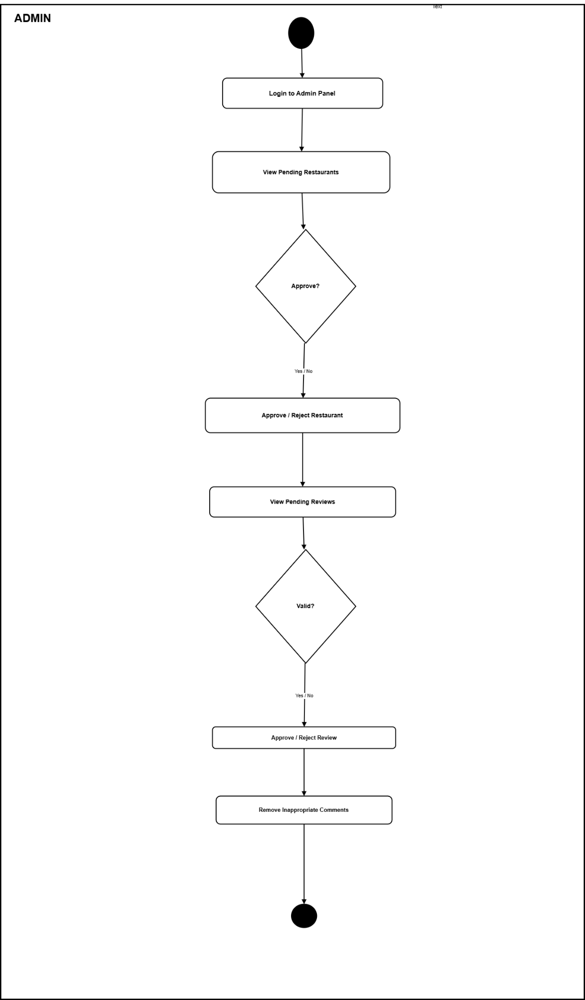 Text
ADMIN
Login to Admin Panel
View Pending Restaurants
Approve?
Yes / No
Approve / Reject Restaurant
View Pending Reviews
Valid?
Yes / No
Approve / Reject Review
Remove Inappropriate Comments